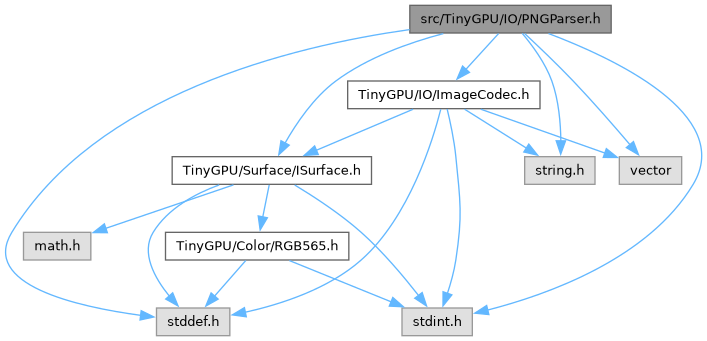 src/TinyGPU/IO/PNGParser.h
TinyGPU/IO/ImageCodec.h
TinyGPU/Surface/ISurface.h
string.h
vector
math.h
TinyGPU/Color/RGB565.h
stddef.h
stdint.h